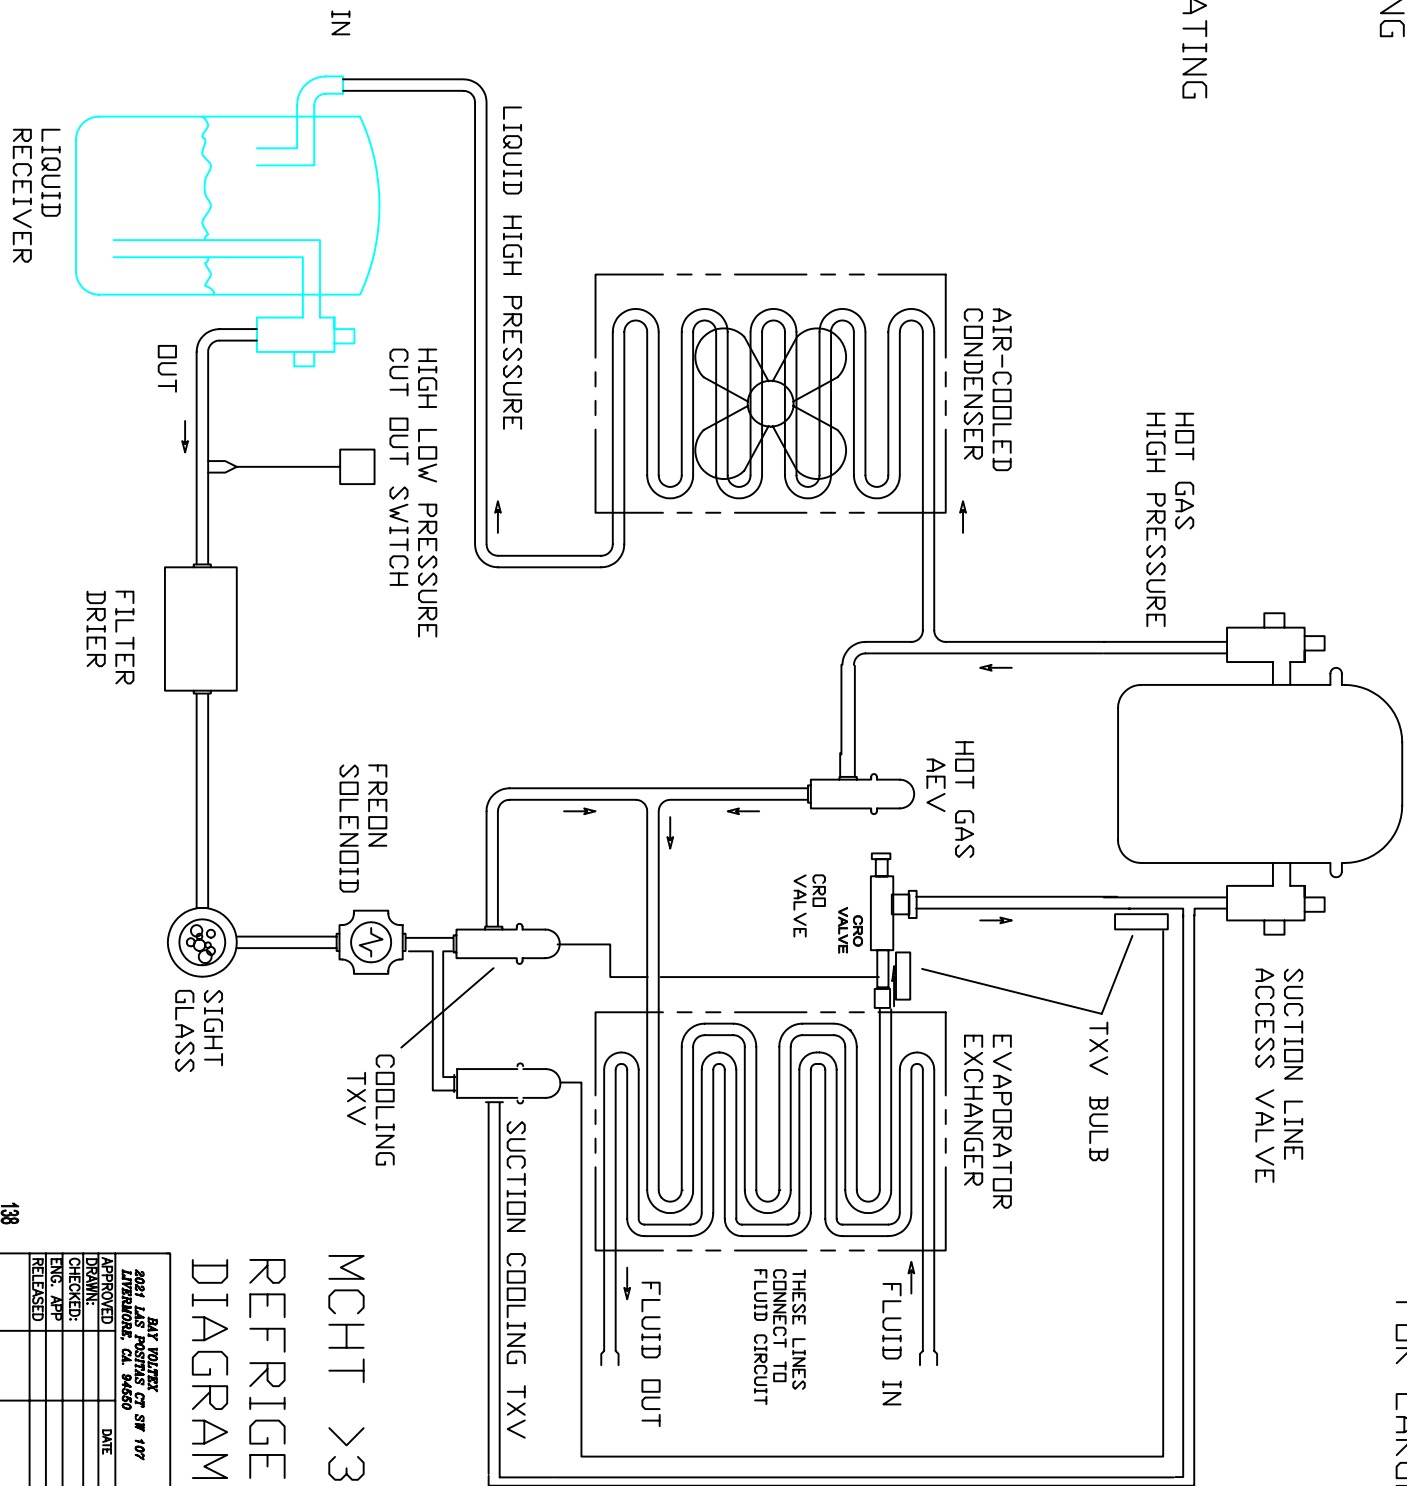 NG
ATING
IN
LIQUID
RECEIVER
LIQUID HIGH PRESSURE
OUT
HIGH LOW PRESSURE
CUT OUT SWITCH
AIR-COOLED
CONDENSER
HOT GAS
HIGH PRESSURE
FILTER
DRIER
FREON
SOLENOID
HOT GAS
AEV
CRO
VALVE
CRO
VALVE
SIGHT
GLASS
COOLING
TXV
SUCTION COOLING TXV
EVAPORATOR
EXCHANGER
TXV BULB
SUCTION LINE
ACCESS VALVE
FLUID IN
THESE LINES
CONNECT TO
FLUID CIRCUIT
FLUID OUT
MCHT >3
REFRIGE
DIAGRAM
138
BAY VOLTEX
2021 LAS POSITAS CT SW 107
LIVERMORE, CA. 94550
APPROVED DATE
DRAWN:
CHECKED:
ENG. APP
RELEASED